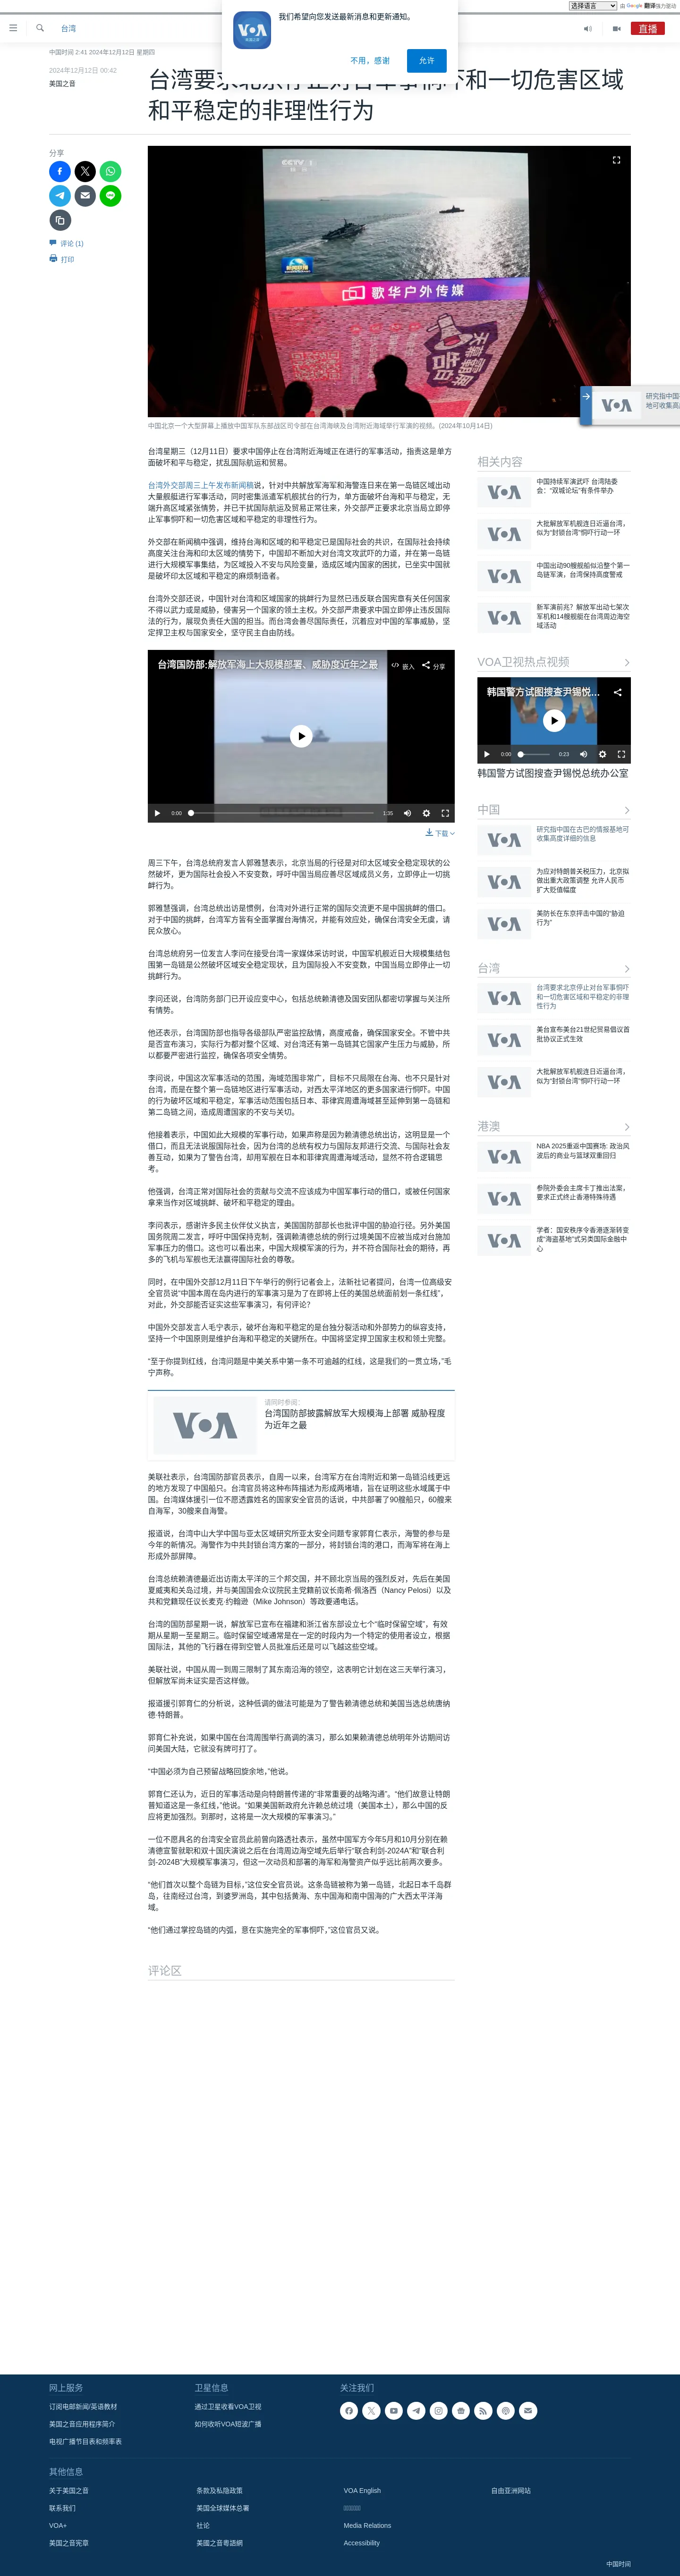 选择语言 由 Google 翻译强力驱动
我们希望向您发送最新消息和更新通知。
不用，感谢
允许
台湾
直播
中国时间 2:41 2024年12月12日 星期四
2024年12月12日 00:42
美国之音
台湾要求北京停止对台军事恫吓和一切危害区域
和平稳定的非理性行为
分享
评论 (1)
打印
CCTV
歌华户外传媒
中国北京一个大型屏幕上播放中国军队东部战区司令部在台湾海峡及台湾附近海域举行军演的视频。(2024年10月14日)
台湾星期三（12月11日）要求中国停止在台湾附近海域正在进行的军事活动，指责这是单方
面破坏和平与稳定，扰乱国际航运和贸易。
台湾外交部周三上午发布新闻稿说，针对中共解放军海军和海警连日来在第一岛链区域出动
大量舰艇进行军事活动，同时密集派遣军机舰扰台的行为，单方面破坏台海和平与稳定，无
端升高区域紧张情势，并已干扰国际航运及贸易正常往来，外交部严正要求北京当局立即停
止军事恫吓和一切危害区域和平稳定的非理性行为。
外交部在新闻稿中强调，维持台海和区域的和平稳定已是国际社会的共识，在国际社会持续
高度关注台海和印太区域的情势下，中国却不断加大对台湾文攻武吓的力道，并在第一岛链
进行大规模军事集结，为区域投入不安与风险变量，造成区域内国家的困扰，已坐实中国就
是破坏印太区域和平稳定的麻烦制造者。
台湾外交部还说，中国针对台湾和区域国家的挑衅行为显然已违反联合国宪章有关任何国家
不得以武力或是威胁，侵害另一个国家的领土主权。外交部严肃要求中国立即停止违反国际
法的行为，展现负责任大国的担当。而台湾会善尽国际责任，沉着应对中国的军事威胁，坚
定捍卫主权与国家安全，坚守民主自由防线。
台湾国防部:解放军海上大规模部署、威胁度近年之最
嵌入 分享
0:00 1:35
下载
周三下午，台湾总统府发言人郭雅慧表示，北京当局的行径是对印太区域安全稳定现状的公
然破坏，更为国际社会投入不安变数，呼吁中国当局应善尽区域成员义务，立即停止一切挑
衅行为。
郭雅慧强调，台湾总统出访是惯例，台湾对外进行正常的国际交流更不是中国挑衅的借口。
对于中国的挑衅，台湾军方皆有全面掌握台海情况，并能有效应处，确保台湾安全无虞，请
民众放心。
台湾总统府另一位发言人李问在接受台湾一家媒体采访时说，中国军机舰近日大规模集结包
围第一岛链是公然破坏区域安全稳定现状，且为国际投入不安变数，中国当局立即停止一切
挑衅行为。
李问还说，台湾防务部门已开设应变中心，包括总统赖清德及国安团队都密切掌握与关注所
有情势。
他还表示，台湾国防部也指导各级部队严密监控敌情，高度戒备，确保国家安全。不管中共
是否宣布演习，实际行为都对整个区域、对台湾还有第一岛链其它国家产生压力与威胁，所
以都要严密进行监控，确保各项安全情势。
李问说，中国这次军事活动的范围，海域范围非常广，目标不只局限在台海、也不只是针对
台湾，而是在整个第一岛链地区进行军事活动，对西太平洋地区的更多国家进行恫吓。中国
的行为破坏区域和平稳定，军事活动范围包括日本、菲律宾周遭海域甚至延伸到第一岛链和
第二岛链之间，造成周遭国家的不安与关切。
他接着表示，中国如此大规模的军事行动，如果声称是因为赖清德总统出访，这明显是一个
借口，而且无法说服国际社会，因为台湾的总统有权力与国际友邦进行交流、与国际社会友
善互动，如果为了警告台湾，却用军舰在日本和菲律宾周遭海域活动，显然不符合逻辑思
考。
他强调，台湾正常对国际社会的贡献与交流不应该成为中国军事行动的借口，或被任何国家
拿来当作对区域挑衅、破坏和平稳定的理由。
李问表示，感谢许多民主伙伴仗义执言，美国国防部部长也批评中国的胁迫行径。另外美国
国务院周二发言，呼吁中国保持克制，强调赖清德总统的例行过境美国不应被当成对台施加
军事压力的借口。这也可以看出来，中国大规模军演的行为，并不符合国际社会的期待，再
多的飞机与军舰也无法赢得国际社会的尊敬。
同时，在中国外交部12月11日下午举行的例行记者会上，法新社记者提问，台湾一位高级安
全官员说“中国本周在岛内进行的军事演习是为了在即将上任的美国总统面前划一条红线”，
对此，外交部能否证实这些军事演习，有何评论？
中国外交部发言人毛宁表示，破坏台海和平稳定的是台独分裂活动和外部势力的纵容支持，
坚持一个中国原则是维护台海和平稳定的关键所在。中国将坚定捍卫国家主权和领土完整。
“至于你提到红线，台湾问题是中美关系中第一条不可逾越的红线，这是我们的一贯立场，”毛
宁声称。
VOA
请同时参阅:
台湾国防部披露解放军大规模海上部署 威胁程度
为近年之最
美联社表示，台湾国防部官员表示，自周一以来，台湾军方在台湾附近和第一岛链沿线更远
的地方发现了中国船只。台湾官员将这种布阵描述为形成两堵墙，旨在证明这些水域属于中
国。台湾媒体援引一位不愿透露姓名的国家安全官员的话说，中共部署了90艘船只，60艘来
自海军，30艘来自海警。
报道说，台湾中山大学中国与亚太区域研究所亚太安全问题专家郭育仁表示，海警的参与是
今年的新情况。海警作为中共封锁台湾方案的一部分，将封锁台湾的港口，而海军将在海上
形成外部屏障。
台湾总统赖清德最近出访南太平洋的三个邦交国，并不顾北京当局的强烈反对，先后在美国
夏威夷和关岛过境，并与美国国会众议院民主党籍前议长南希·佩洛西（Nancy Pelosi）以及
共和党籍现任议长麦克·约翰逊（Mike Johnson）等政要通电话。
台湾的国防部星期一说，解放军已宣布在福建和浙江省东部设立七个“临时保留空域”，有效
期从星期一至星期三。临时保留空域通常是在一定的时段内为一个特定的使用者设立，根据
国际法，其他的飞行器在得到空管人员批准后还是可以飞越这些空域。
美联社说，中国从周一到周三限制了其东南沿海的领空，这表明它计划在这三天举行演习，
但解放军尚未证实是否这样做。
报道援引郭育仁的分析说，这种低调的做法可能是为了警告赖清德总统和美国当选总统唐纳
德·特朗普。
郭育仁补充说，如果中国在台湾周围举行高调的演习，那么如果赖清德总统明年外访期间访
问美国大陆，它就没有牌可打了。
“中国必须为自己预留战略回旋余地，”他说。
郭育仁还认为，近日的军事活动是向特朗普传递的“非常重要的战略沟通”。“他们故意让特朗
普知道这是一条红线，”他说。“如果美国新政府允许赖总统过境（美国本土），那么中国的反
应将更加强烈。到那时，这将是一次大规模的军事演习。”
一位不愿具名的台湾安全官员此前曾向路透社表示，虽然中国军方今年5月和10月分别在赖
清德宣誓就职和双十国庆演说之后在台湾周边海空域先后举行“联合利剑-2024A”和“联合利
剑-2024B”大规模军事演习，但这一次动员和部署的海军和海警资产似乎远比前两次要多。
“他们首次以整个岛链为目标，”这位安全官员说。这条岛链被称为第一岛链，北起日本千岛群
岛，往南经过台湾，到婆罗洲岛，其中包括黄海、东中国海和南中国海的广大西太平洋海
域。
“他们通过掌控岛链的内弧，意在实施完全的军事恫吓，”这位官员又说。
评论区
研究指中国
地可收集高
相关内容
中国持续军演武吓 台湾陆委
会：“双城论坛”有条件举办
大批解放军机舰连日近逼台湾，
似为“封锁台湾”恫吓行动一环
中国出动90艘舰船似沿整个第一
岛链军演，台湾保持高度警戒
新军演前兆？解放军出动七架次
军机和14艘舰艇在台湾周边海空
域活动
VOA卫视热点视频
韩国警方试图搜查尹锡悦...
0:00 0:23
韩国警方试图搜查尹锡悦总统办公室
中国
研究指中国在古巴的情报基地可
收集高度详细的信息
为应对特朗普关税压力，北京拟
做出重大政策调整 允许人民币
扩大贬值幅度
美防长在东京抨击中国的“胁迫
行为”
台湾
台湾要求北京停止对台军事恫吓
和一切危害区域和平稳定的非理
性行为
美台宣布美台21世纪贸易倡议首
批协议正式生效
大批解放军机舰连日近逼台湾，
似为“封锁台湾”恫吓行动一环
港澳
NBA 2025重返中国赛场: 政治风
波后的商业与篮球双重回归
参院外委会主席卡丁推出法案，
要求正式终止香港特殊待遇
学者：国安秩序令香港逐渐转变
成“海盗基地”式另类国际金融中
心
网上服务
订阅电邮新闻/英语教材
美国之音应用程序简介
电视广播节目表和频率表
卫星信息
通过卫星收看VOA卫视
如何收听VOA短波广播
关注我们
其他信息
关于美国之音 条款及私隐政策 VOA English 自由亚洲网站
联系我们 美国全球媒体总署
VOA+ 社论 Media Relations
美国之音宪章 美國之音粵語網 Accessibility
中国时间